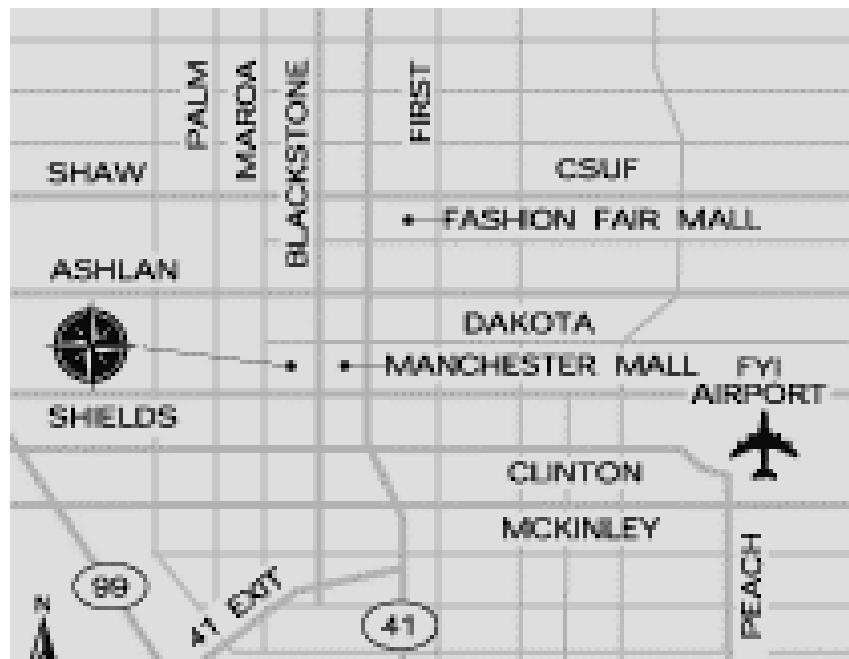 PALM
MAROA
BLACKSTONE
FIRST
SHAW
CSUF
FASHION FAIR MALL
ASHLAN
DAKOTA
MANCHESTER MALL
FYI
AIRPORT
SHIELDS
CLINTON
MCKINLEY
99
41 EXIT
41
PEACH
N